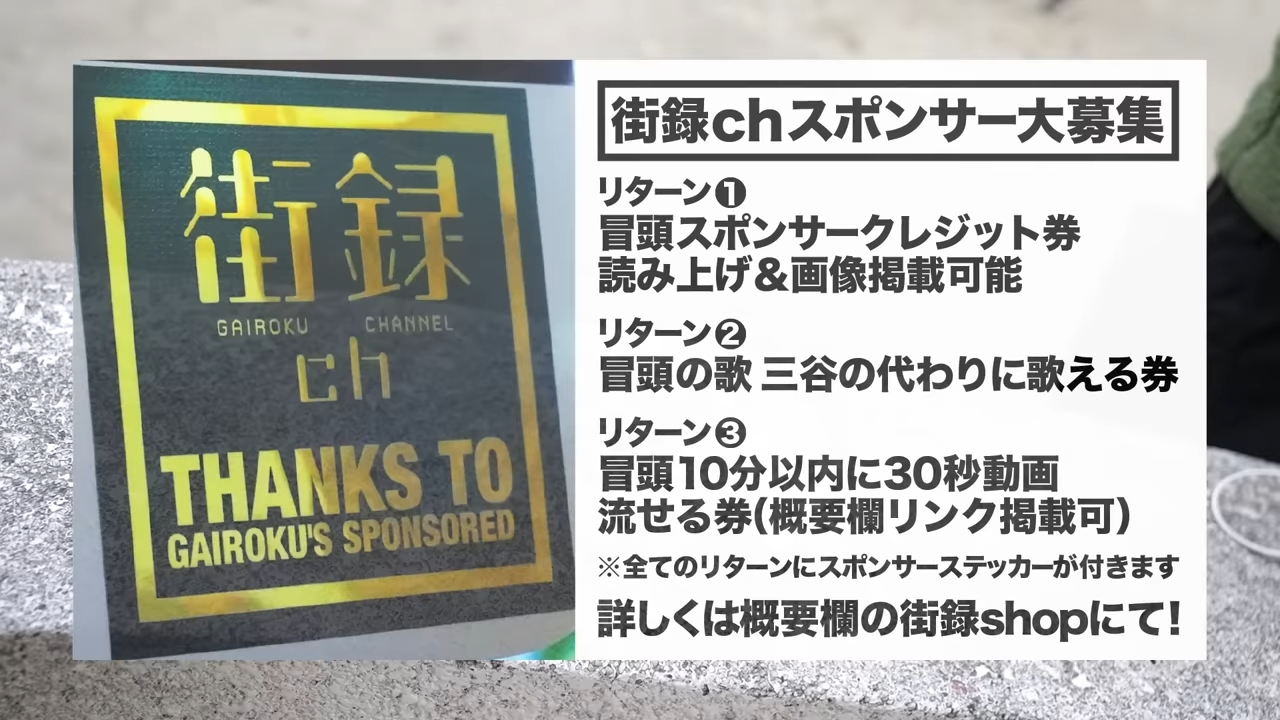 街録
GAIROKU CHANNEL
ch
THANKS TO
GAIROKU'S SPONSORED
街録chスポンサー大募集
リターン❶
冒頭スポンサークレジット券
読み上げ&画像掲載可能
リターン❷
冒頭の歌 三谷の代わりに歌える券
リターン❸
冒頭10分以内に30秒動画
流せる券(概要欄リンク掲載可)
※全てのリターンにスポンサーステッカーが付きます
詳しくは概要欄の街録shopにて!